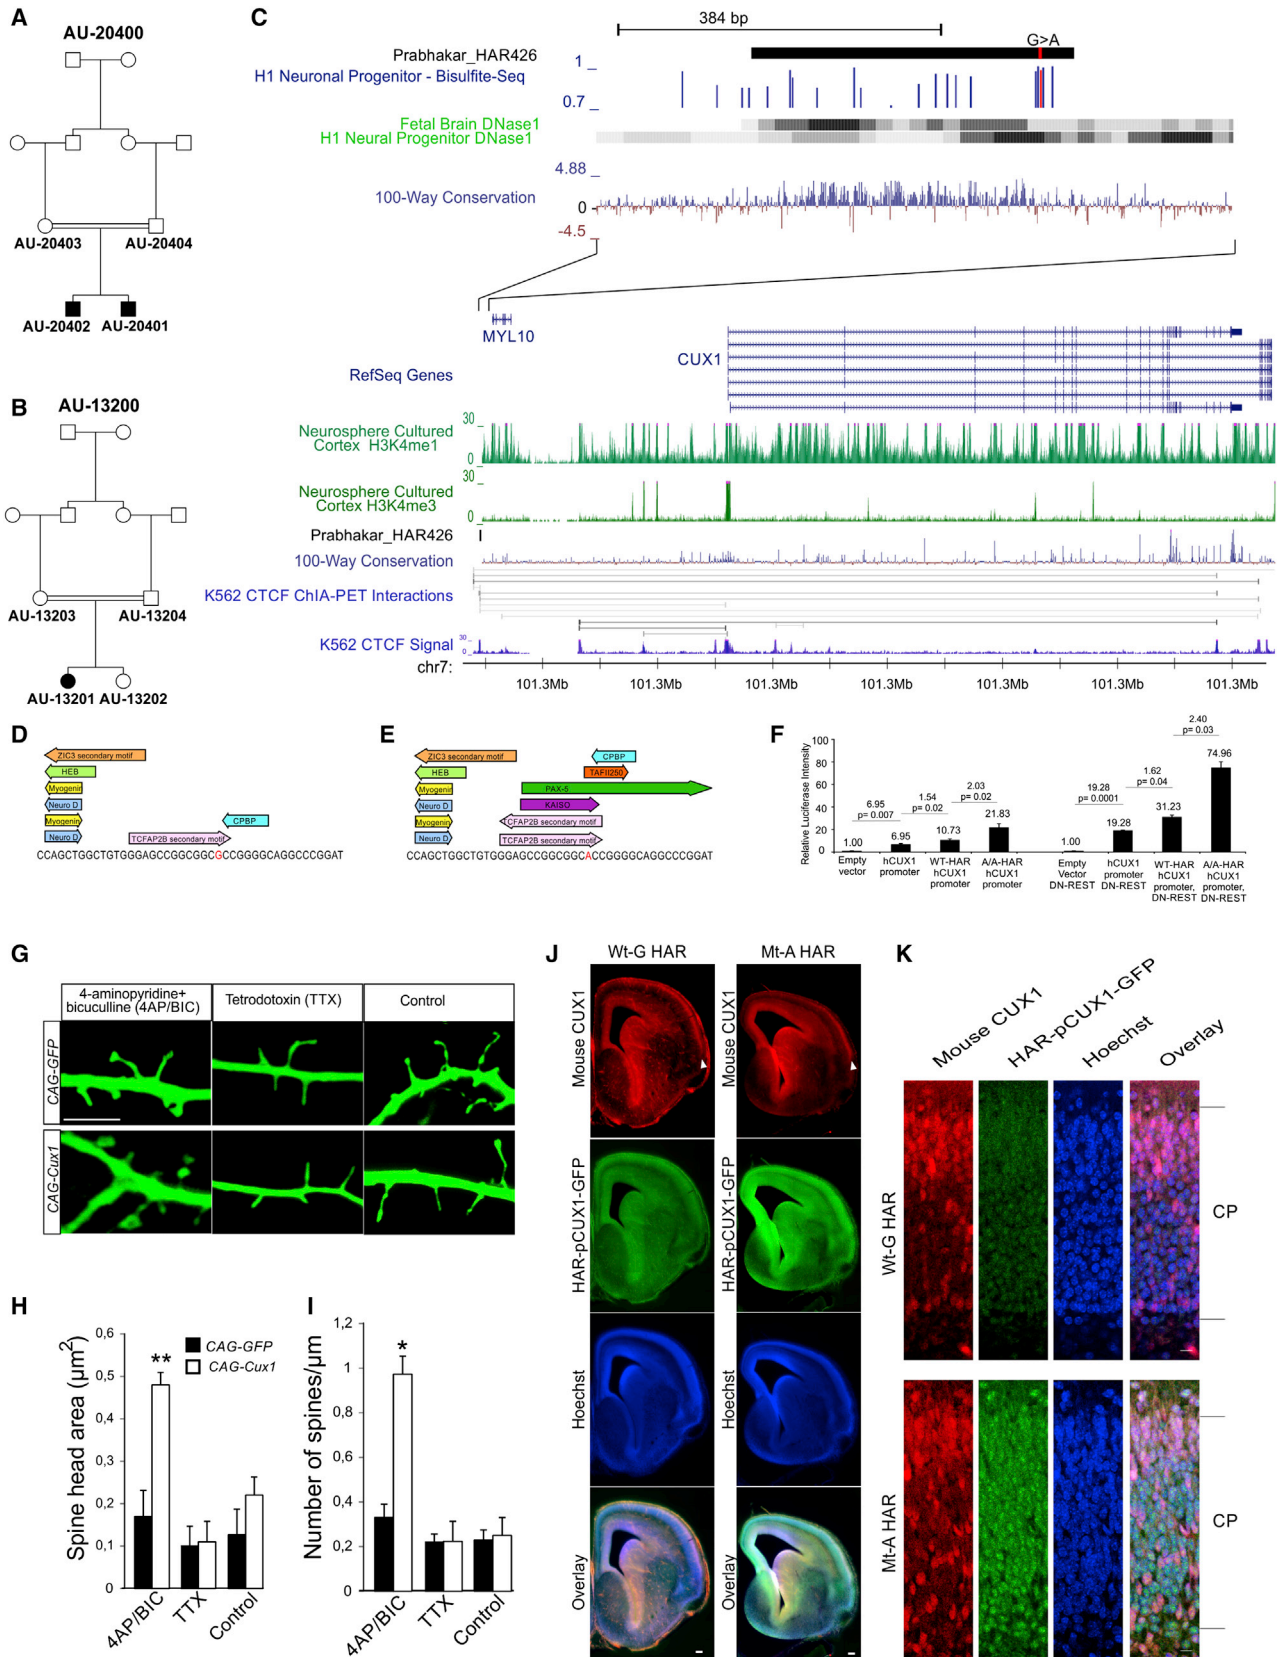 A
AU-20400
AU-20403
AU-20404
AU-20402
AU-20401
B
AU-13200
AU-13203
AU-13204
AU-13201
AU-13202
C
384 bp
G>A
Prabhakar_HAR426
1
H1 Neuronal Progenitor - Bisulfite-Seq
0.7
Fetal Brain DNase1
H1 Neural Progenitor DNase1
4.88
100-Way Conservation
0
-4.5
MYL10
CUX1
RefSeq Genes
30
Neurosphere Cultured
Cortex H3K4me1
0
30
Neurosphere Cultured
Cortex H3K4me3
0
Prabhakar_HAR426
100-Way Conservation
K562 CTCF ChIA-PET Interactions
30
K562 CTCF Signal
0
chr7:
101.3Mb
101.3Mb
101.3Mb
101.3Mb
101.3Mb
101.3Mb
101.3Mb
D
ZIC3 secondary motif
HEB
Myogenin
Neuro D
Myogenin
CPBP
Neuro D
TCFAP2B secondary motif
CCAGCTGGCTGTGGGAGCCGGCGGCGCCGGGGCAGGCCCGGAT
E
ZIC3 secondary motif
CPBP
HEB
TAFII250
Myogenin
PAX-5
Neuro D
KAISO
Myogenin
TCFAP2B secondary motif
Neuro D
TCFAP2B secondary motif
CCAGCTGGCTGTGGGAGCCGGCGGCACCGGGGCAGGCCCGGAT
F
Relative Luciferase Intensity
100
80
60
40
20
0
1.00
6.95
p= 0.007
6.95
1.54
p= 0.02
10.73
2.03
p= 0.02
21.83
1.00
19.28
p= 0.0001
19.28
1.62
p= 0.04
31.23
2.40
p= 0.03
74.96
Empty
vector
hCUX1
promoter
WT-HAR
hCUX1
promoter
A/A-HAR
hCUX1
promoter
Empty
Vector
DN-REST
hCUX1
promoter
DN-REST
WT-HAR
hCUX1
promoter,
DN-REST
A/A-HAR
hCUX1
promoter,
DN-REST
G
4-aminopyridine+
bicuculline (4AP/BIC)
Tetrodotoxin (TTX)
Control
CAG-GFP
CAG-Cux1
H
Spine head area (µm²)
0,6
0,5
0,4
0,3
0,2
0,1
0
**
CAG-GFP
CAG-Cux1
4AP/BIC
TTX
Control
I
Number of spines/µm
1,2
1
0,8
0,6
0,4
0,2
0
*
4AP/BIC
TTX
Control
J
Wt-G HAR
Mt-A HAR
Mouse CUX1
Mouse CUX1
HAR-pCUX1-GFP
HAR-pCUX1-GFP
Hoechst
Hoechst
Overlay
Overlay
K
Mouse CUX1
HAR-pCUX1-GFP
Hoechst
Overlay
Wt-G HAR
CP
Mt-A HAR
CP